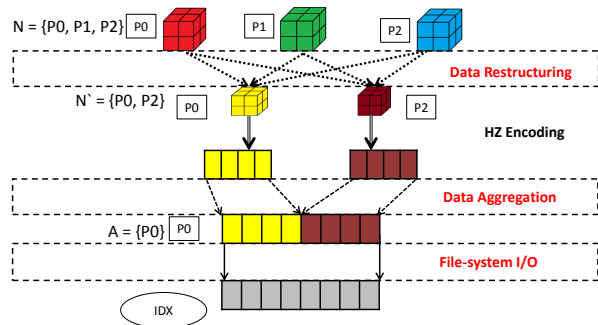 N = {P0, P1, P2} P0 P1 P2
Data Restructuring
N` = {P0, P2} P0 P2
HZ Encoding
Data Aggregation
A = {P0} P0
File-system I/O
IDX